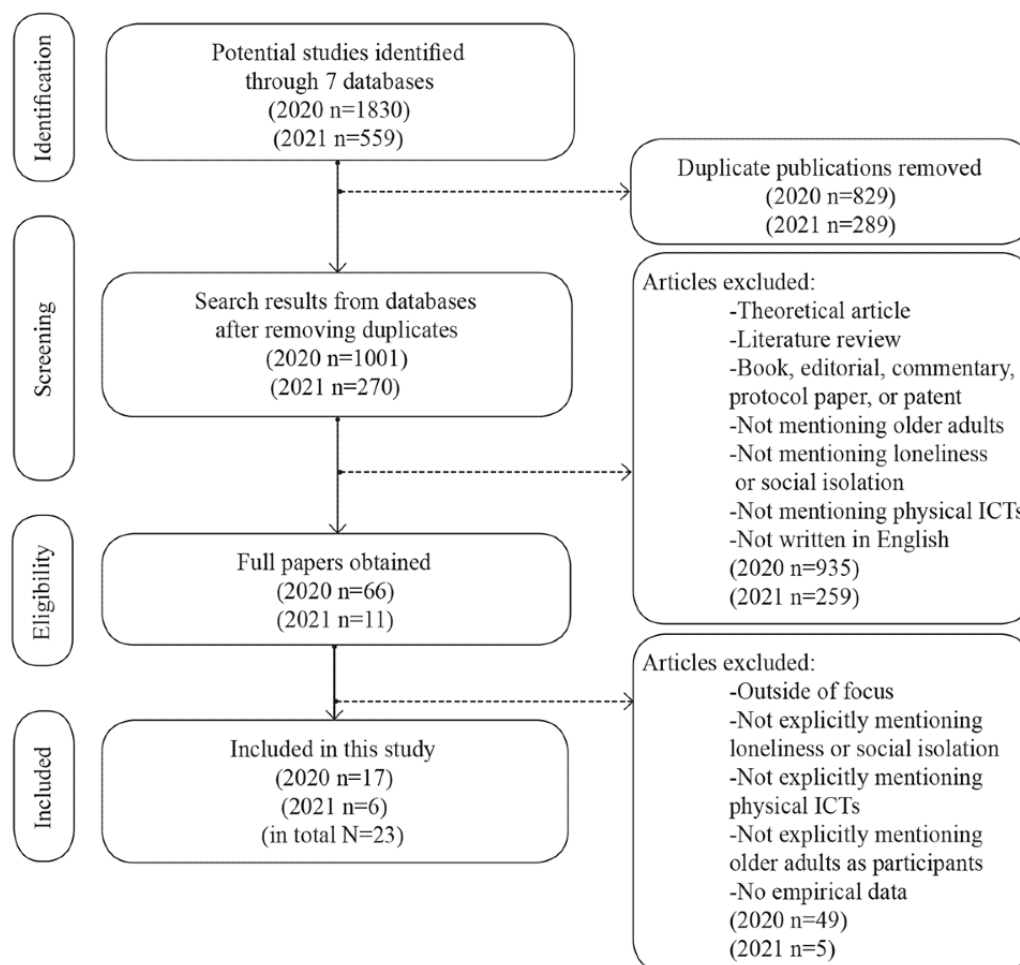 Identification
Potential studies identified
through 7 databases
(2020 n=1830)
(2021 n=559)
Duplicate publications removed
(2020 n=829)
(2021 n=289)
Screening
Search results from databases
after removing duplicates
(2020 n=1001)
(2021 n=270)
Articles excluded:
-Theoretical article
-Literature review
-Book, editorial, commentary,
protocol paper, or patent
-Not mentioning older adults
-Not mentioning loneliness
or social isolation
-Not mentioning physical ICTs
-Not written in English
(2020 n=935)
(2021 n=259)
Eligibility
Full papers obtained
(2020 n=66)
(2021 n=11)
Articles excluded:
-Outside of focus
-Not explicitly mentioning
loneliness or social isolation
-Not explicitly mentioning
physical ICTs
-Not explicitly mentioning
older adults as participants
-No empirical data
(2020 n=49)
(2021 n=5)
Included
Included in this study
(2020 n=17)
(2021 n=6)
(in total N=23)